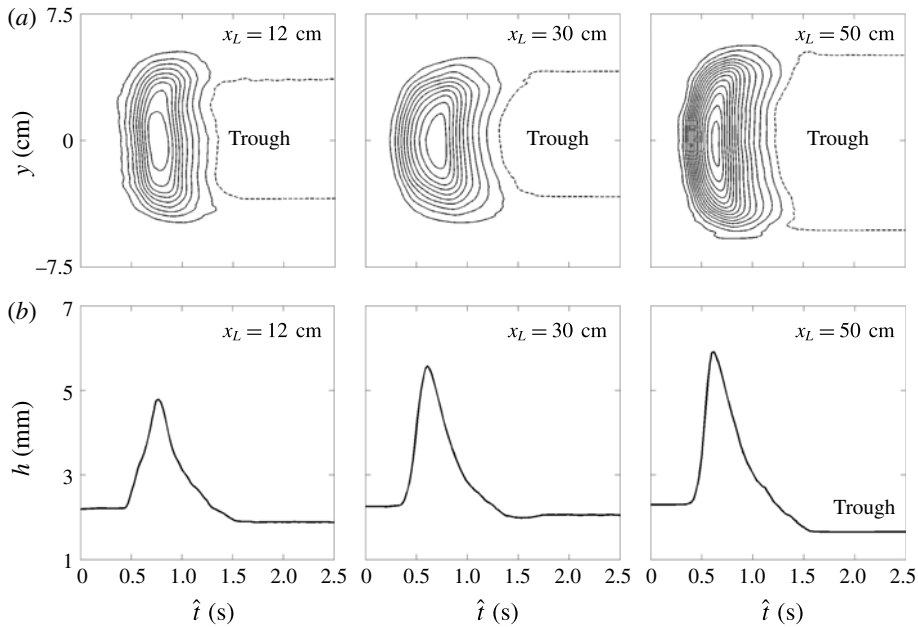 (a) 7.5
x_L = 12 cm
x_L = 30 cm
x_L = 50 cm
y (cm)
0
Trough
Trough
Trough
–7.5
(b) 7
x_L = 12 cm
x_L = 30 cm
x_L = 50 cm
5
h (mm)
3
Trough
1
0 0.5 1.0 1.5 2.0 2.5 0 0.5 1.0 1.5 2.0 2.5 0 0.5 1.0 1.5 2.0 2.5
t̂ (s)
t̂ (s)
t̂ (s)